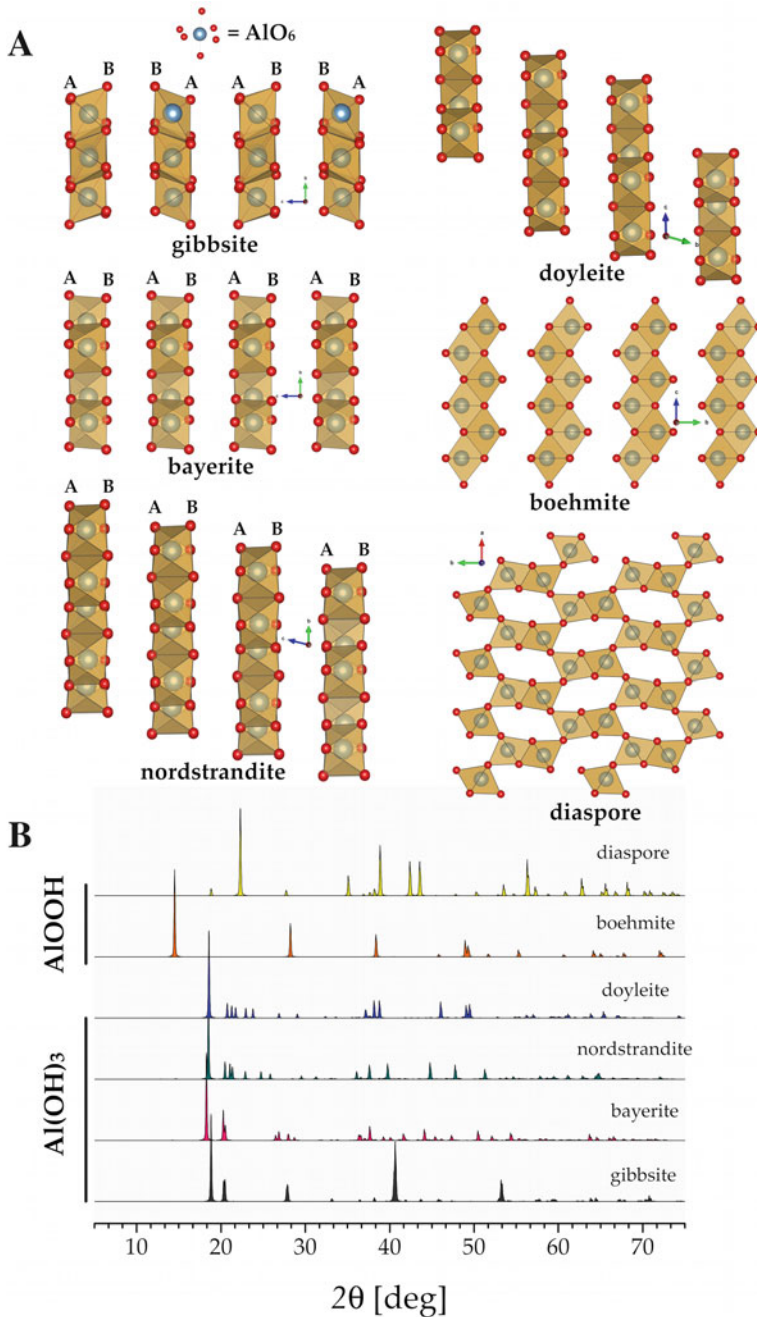 A
= AlO₆
A B B A A B B A
gibbsite
doyleite
A B A B A B A B
bayerite
boehmite
A B A B A B A B
nordstrandite
diaspore
B
AlOOH
Al(OH)₃
diaspore
boehmite
doyleite
nordstrandite
bayerite
gibbsite
10 20 30 40 50 60 70
2θ [deg]